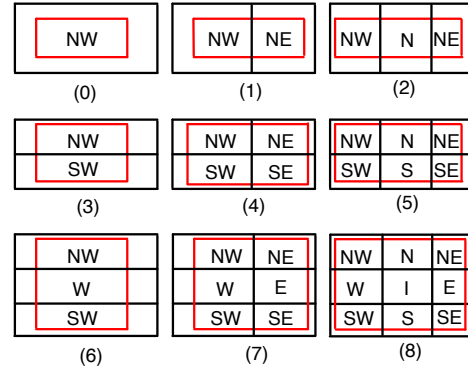 NW NW NE NW N NE
(0) (1) (2)
NW NW NE NW N NE
SW SW SE SW S SE
(3) (4) (5)
NW NW NE NW N NE
W W E W I E
SW SW SE SW S SE
(6) (7) (8)